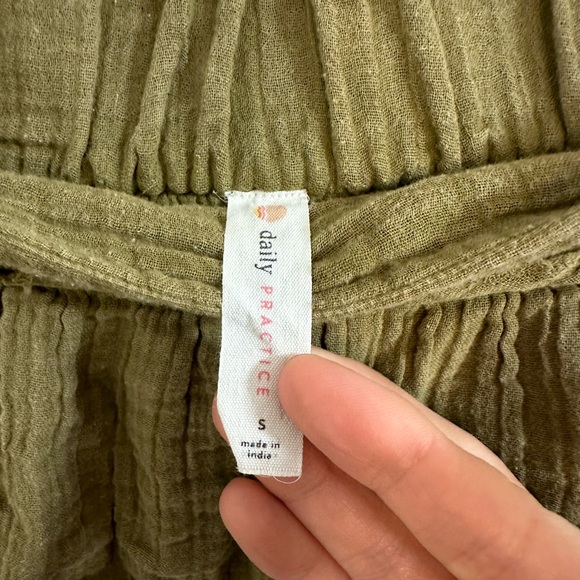 daily PRACTICE
S
made in
india